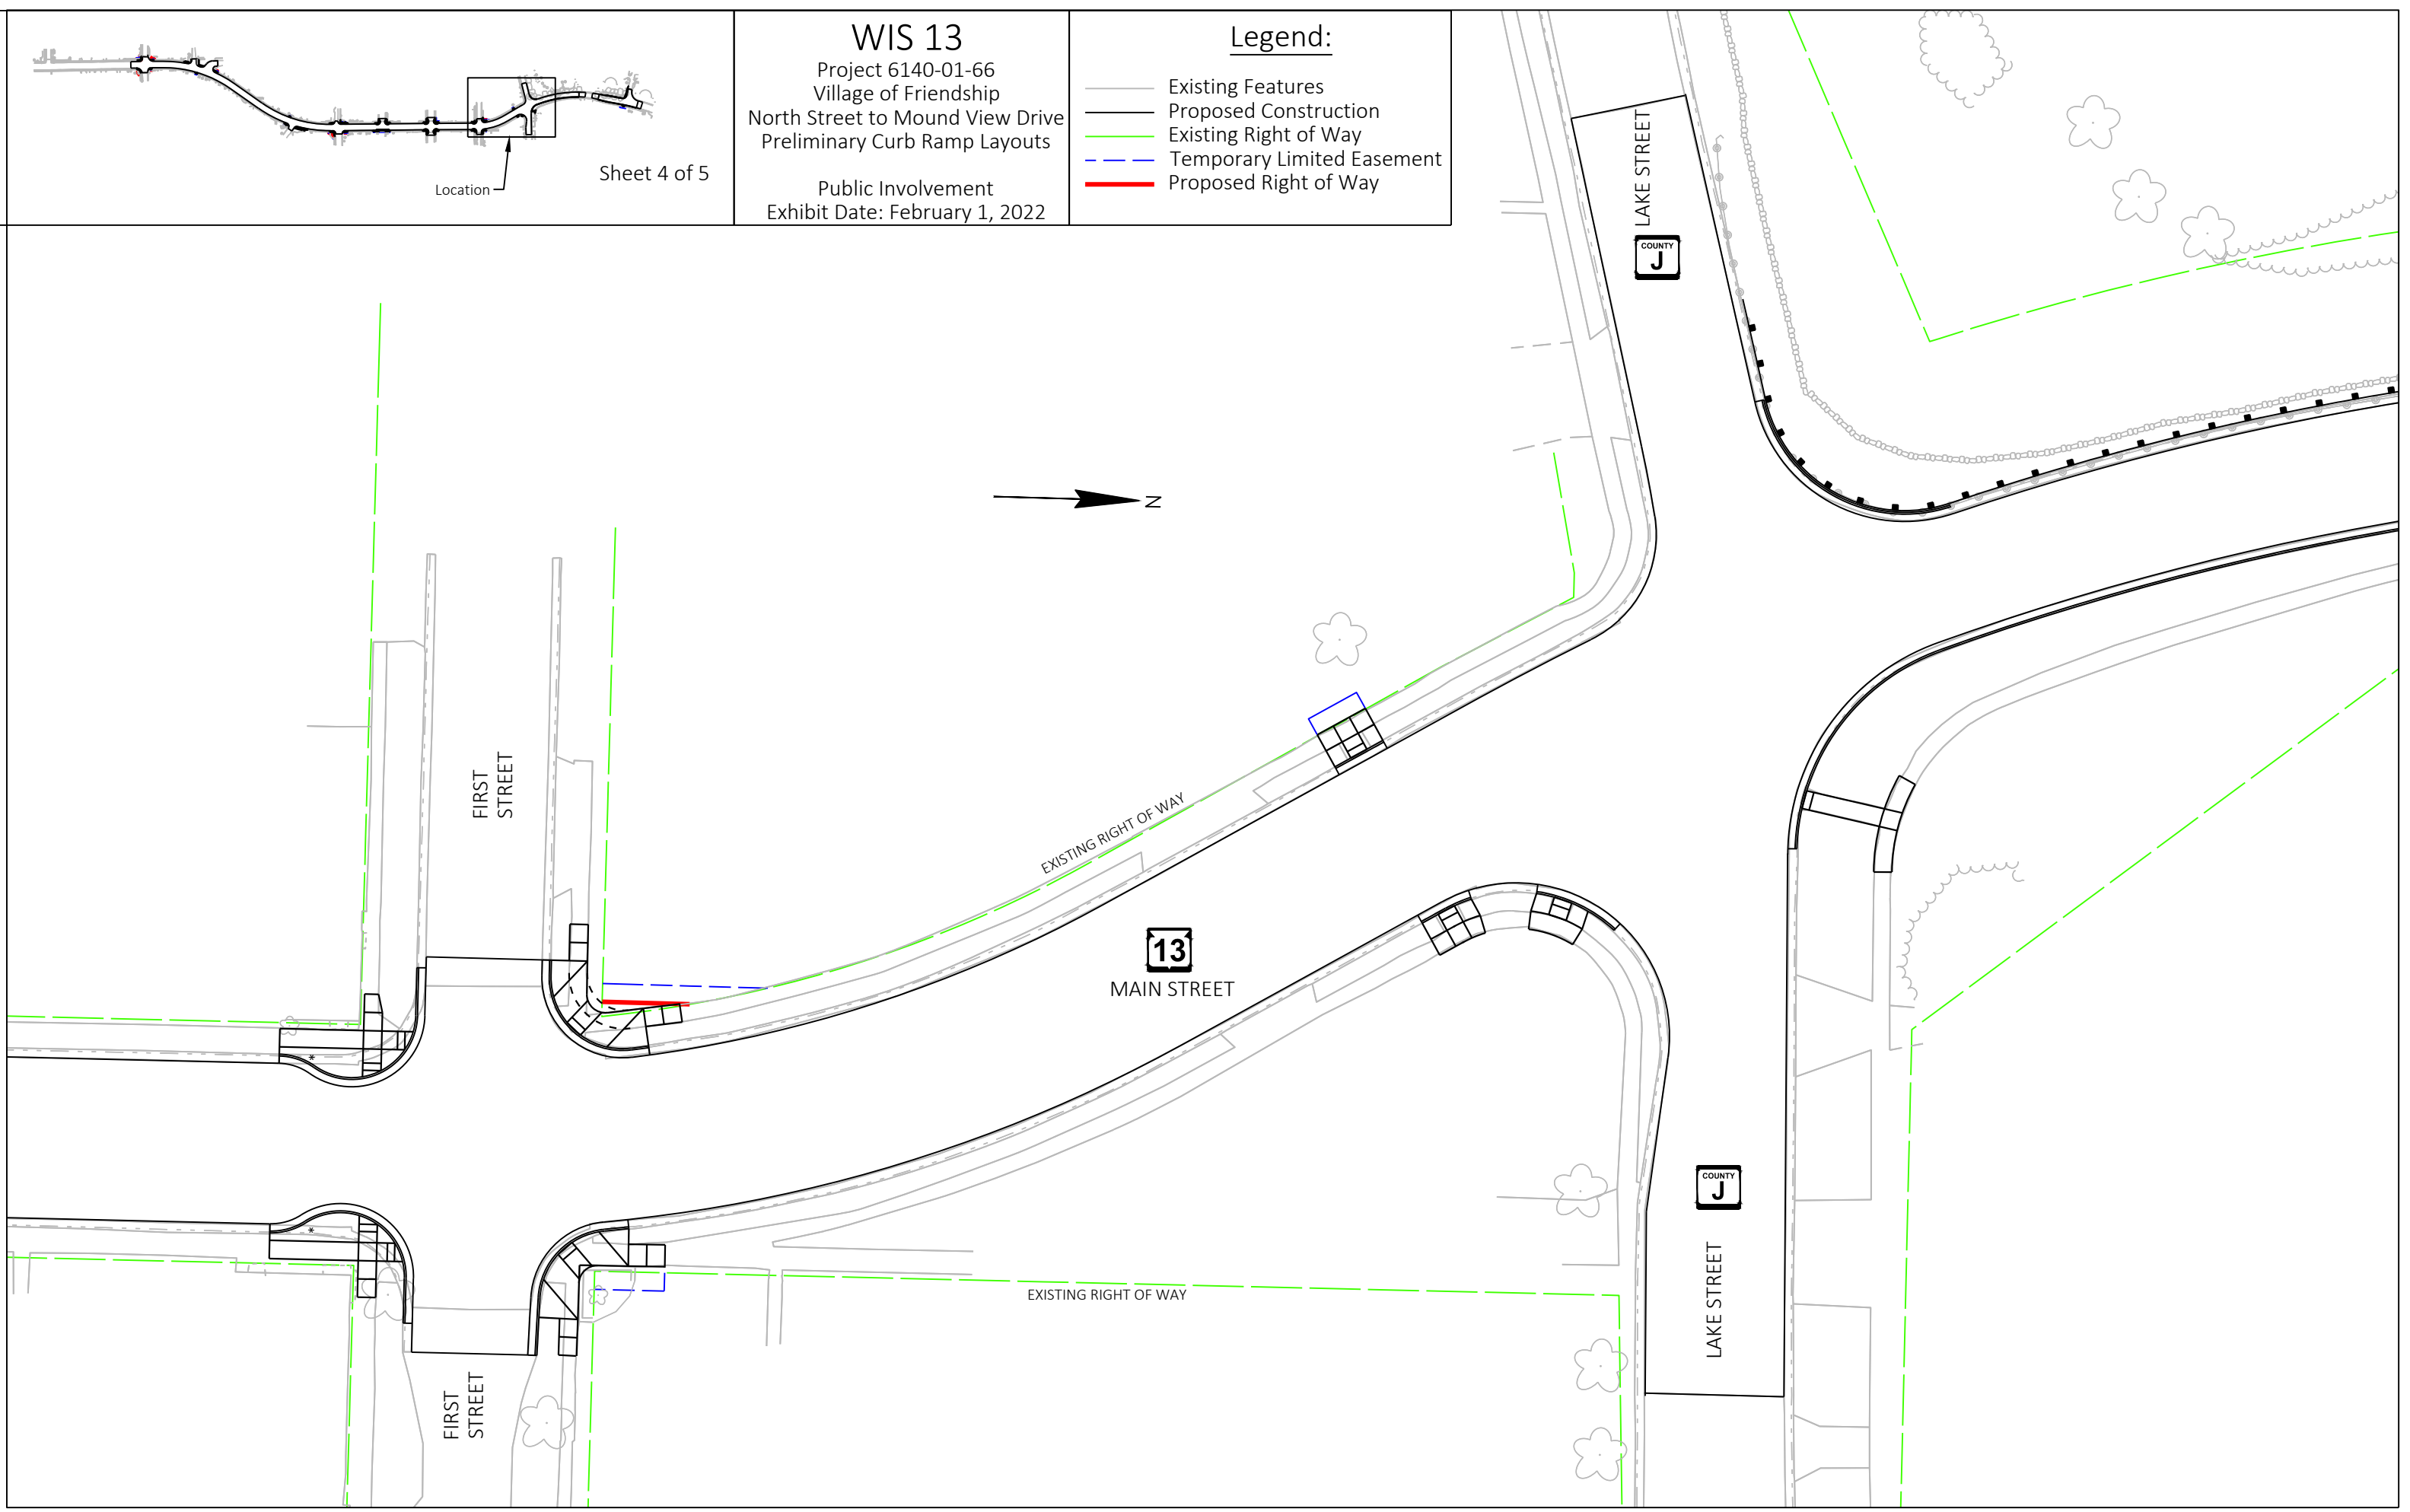 Location
Sheet 4 of 5
WIS 13
Project 6140-01-66
Village of Friendship
North Street to Mound View Drive
Preliminary Curb Ramp Layouts
Public Involvement
Exhibit Date: February 1, 2022
Legend:
Existing Features
Proposed Construction
Existing Right of Way
Temporary Limited Easement
Proposed Right of Way
LAKE STREET
COUNTY
J
N
FIRST
STREET
EXISTING RIGHT OF WAY
13
MAIN STREET
COUNTY
J
LAKE STREET
EXISTING RIGHT OF WAY
FIRST
STREET